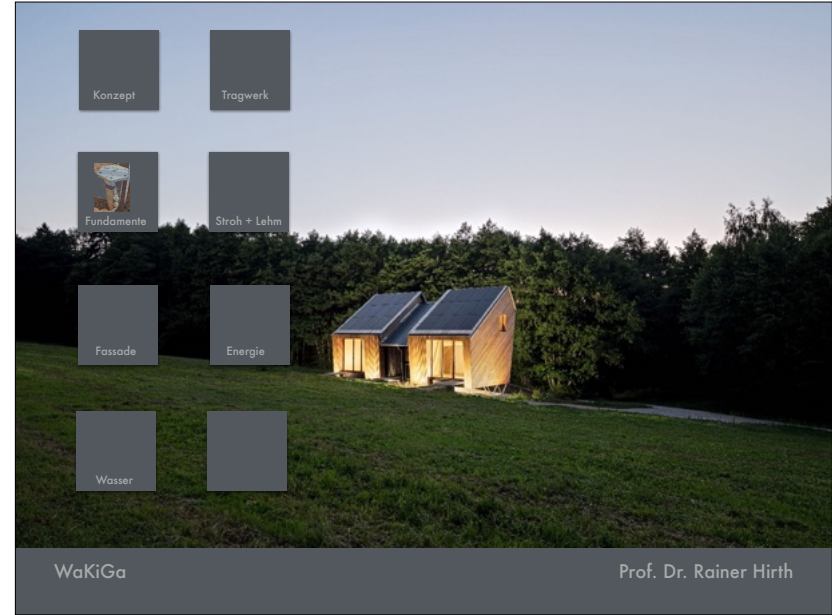 Konzept
Tragwerk
Fundamente
Stroh + Lehm
Fassade
Energie
Wasser
WaKiGa
Prof. Dr. Rainer Hirth